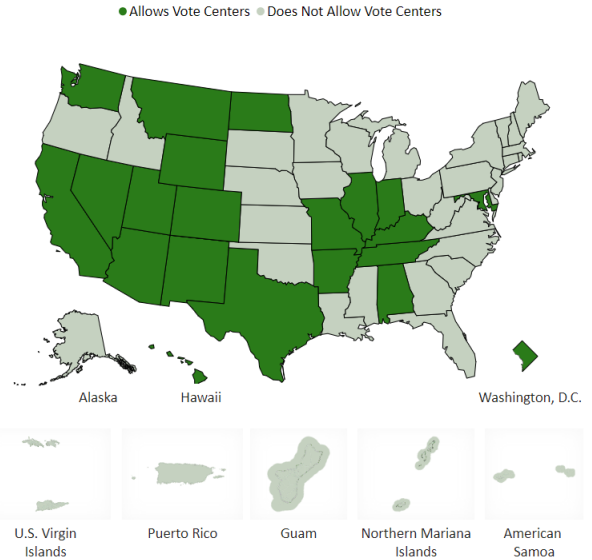 Allows Vote Centers Does Not Allow Vote Centers
Alaska Hawaii Washington, D.C.
U.S. Virgin Islands
Puerto Rico
Guam
Northern Mariana Islands
American Samoa